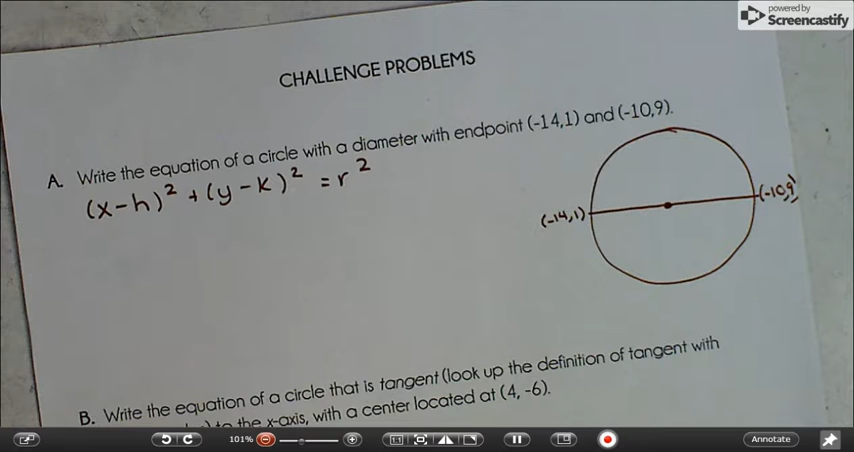 powered by
Screencastify
CHALLENGE PROBLEMS
A. Write the equation of a circle with a diameter with endpoint (-14,1) and (-10,9).
(x-h)² + (y-k)² = r²
(-14,1)
(-10,9)
B. Write the equation of a circle that is tangent (look up the definition of tangent with
to the x-axis, with a center located at (4, -6).
101%
1:1
Annotate